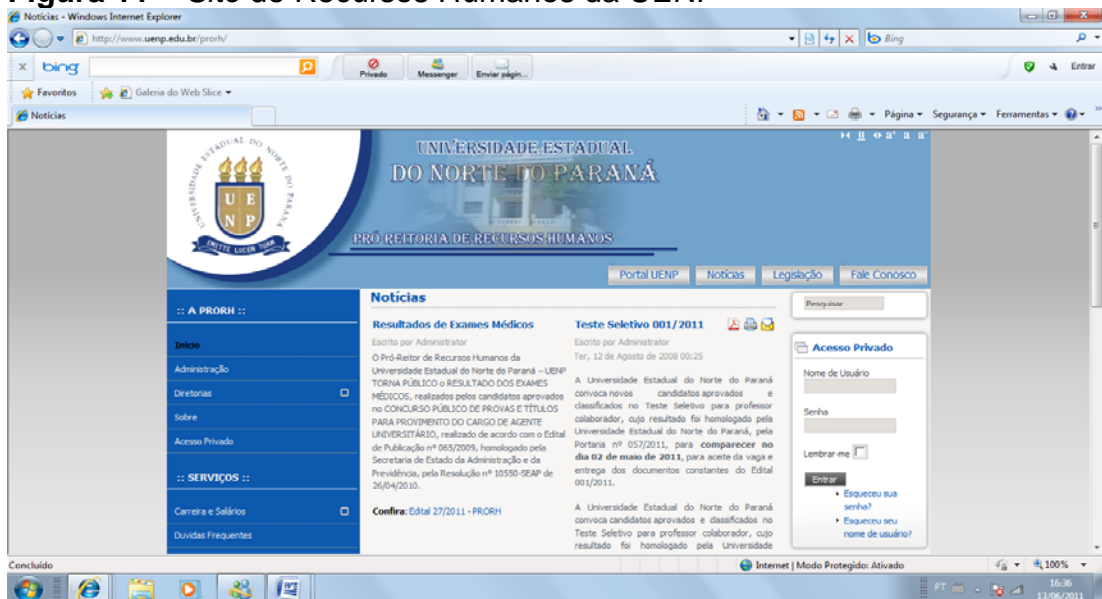 Notícias - Windows Internet Explorer
http://www.uenp.edu.br/prorh/
Bing
x bing
Privado
Messenger
Enviar págin...
Entrar
Favoritos
Galeria do Web Slice
Notícias
Página
Segurança
Ferramentas
UNIVERSIDADE ESTADUAL DO NORTE DO PARANÁ
U E
N P
EMITTE LUCEM TUAM
UNIVERSIDADE ESTADUAL
DO NORTE DO PARANÁ
PRÓ REITORIA DE RECURSOS HUMANOS
a+ a a-
Portal UENP
Notícias
Legislação
Fale Conosco
:: A PRORH ::
Início
Administração
Diretorias
Sobre
Acesso Privado
:: SERVIÇOS ::
Carreira e Salários
Duvidas Frequentes
Notícias
Resultados de Exames Médicos
Escrito por Administrator
O Pró-Reitor de Recursos Humanos da
Universidade Estadual do Norte do Paraná – UENP
TORNA PÚBLICO o RESULTADO DOS EXAMES
MÉDICOS, realizados pelos candidatos aprovados
no CONCURSO PÚBLICO DE PROVAS E TÍTULOS
PARA PROVIMENTO DO CARGO DE AGENTE
UNIVERSITÁRIO, realizado de acordo com o Edital
de Publicação nº 065/2009, homologado pela
Secretaria de Estado da Administração e da
Previdência, pela Resolução nº 10550-SEAP de
26/04/2010.
Confira: Edital 27/2011 - PRORH
Teste Seletivo 001/2011
Escrito por Administrator
Ter, 12 de Agosto de 2008 00:25
A Universidade Estadual do Norte do Paraná
convoca novos candidatos aprovados e
classificados no Teste Seletivo para professor
colaborador, cujo resultado foi homologado pela
Universidade Estadual do Norte do Paraná, pela
Portaria nº 057/2011, para comparecer no
dia 02 de maio de 2011, para aceite da vaga e
entrega dos documentos constantes do Edital
001/2011.
A Universidade Estadual do Norte do Paraná
convoca candidatos aprovados e classificados no
Teste Seletivo para professor colaborador, cujo
resultado foi homologado pela Universidade
Pesquisar
Acesso Privado
Nome de Usuário
Senha
Lembrar-me
Entrar
Esqueceu sua
senha?
Esqueceu seu
nome de usuário?
Concluído
Internet | Modo Protegido: Ativado
100%
PT
16:36
13/06/2011